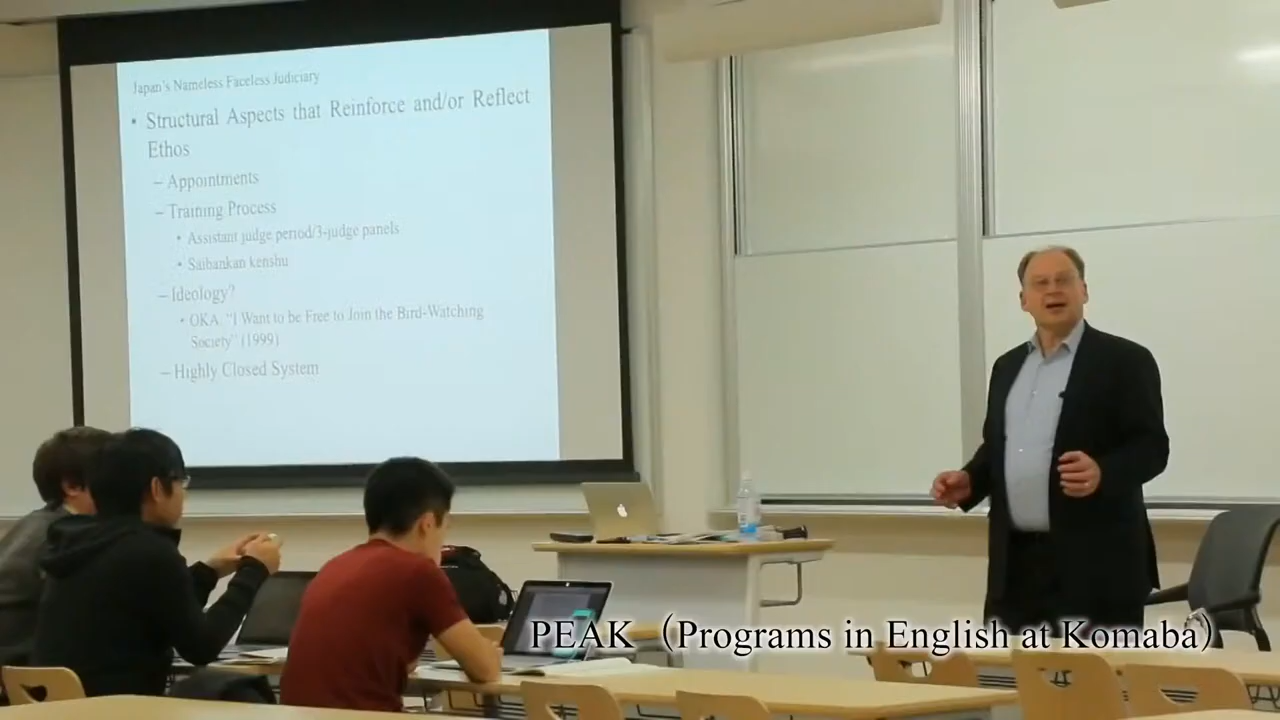 Japan's Nameless Faceless Judiciary
• Structural Aspects that Reinforce and/or Reflect
Ethos
– Appointments
– Training Process
• Assistant judge period/3-judge panels
• Saibankan kenshu
– Ideology?
• OKA: "I Want to be Free to Join the Bird-Watching
Society" (1999)
– Highly Closed System
PEAK（Programs in English at Komaba）